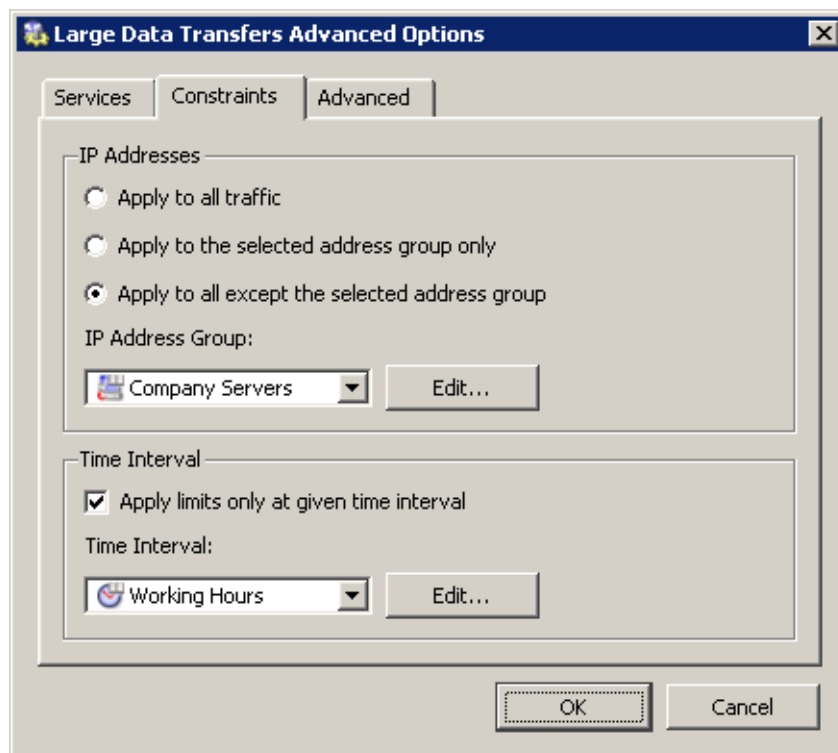 Large Data Transfers Advanced Options
Services Constraints Advanced
IP Addresses
Apply to all traffic
Apply to the selected address group only
Apply to all except the selected address group
IP Address Group:
Company Servers Edit...
Time Interval
Apply limits only at given time interval
Time Interval:
Working Hours Edit...
OK Cancel